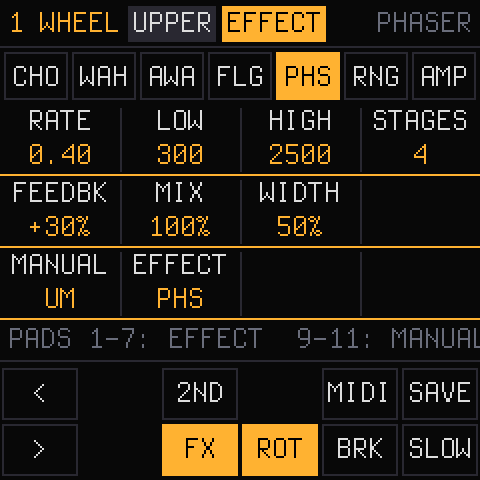 1 WHEEL UPPER EFFECT PHASER
CHO WAH AWA FLG PHS RNG AMP
RATE LOW HIGH STAGES
0.40 300 2500 4
FEEDBK MIX WIDTH
+30% 100% 50%
MANUAL EFFECT
UM PHS
PADS 1-7: EFFECT 9-11: MANUAL
< 2ND MIDI SAVE
> FX ROT BRK SLOW